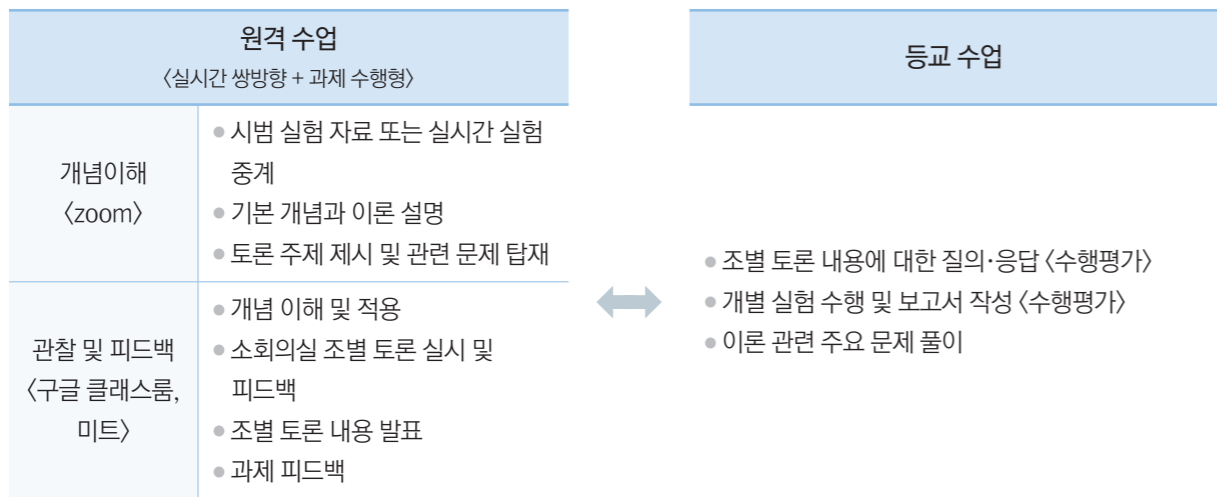 원격 수업
〈실시간 쌍방향 + 과제 수행형〉
개념이해
〈zoom〉
● 시범 실험 자료 또는 실시간 실험
중계
● 기본 개념과 이론 설명
● 토론 주제 제시 및 관련 문제 탑재
관찰 및 피드백
〈구글 클래스룸,
미트〉
● 개념 이해 및 적용
● 소회의실 조별 토론 실시 및
피드백
● 조별 토론 내용 발표
● 과제 피드백
등교 수업
● 조별 토론 내용에 대한 질의·응답 〈수행평가〉
● 개별 실험 수행 및 보고서 작성 〈수행평가〉
● 이론 관련 주요 문제 풀이